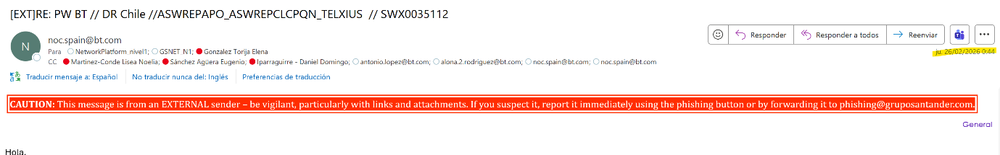 [EXT]RE: PW BT // DR Chile //ASWREPAPO_ASWREPCLCPQN_TELXIUS // SWX0035112
N
noc.spain@bt.com
Responder
Responder a todos
Reenviar
Para NetworkPlatform_nivel1; GSNET_N1; Gonzalez Torija Elena
ju. 26/02/2026 0:44
CC Martinez-Conde Lisea Noelia; Sánchez Agüera Eugenio; Iparraguirre - Daniel Domingo; antonio.lopez@bt.com; alona.2.rodriguez@bt.com; noc.spain@bt.com; noc.spain@bt.com
Traducir mensaje a: Español
No traducir nunca del: Inglés
Preferencias de traducción
CAUTION: This message is from an EXTERNAL sender – be vigilant, particularly with links and attachments. If you suspect it, report it immediately using the phishing button or by forwarding it to phishing@gruposantander.com.
General
Hola,